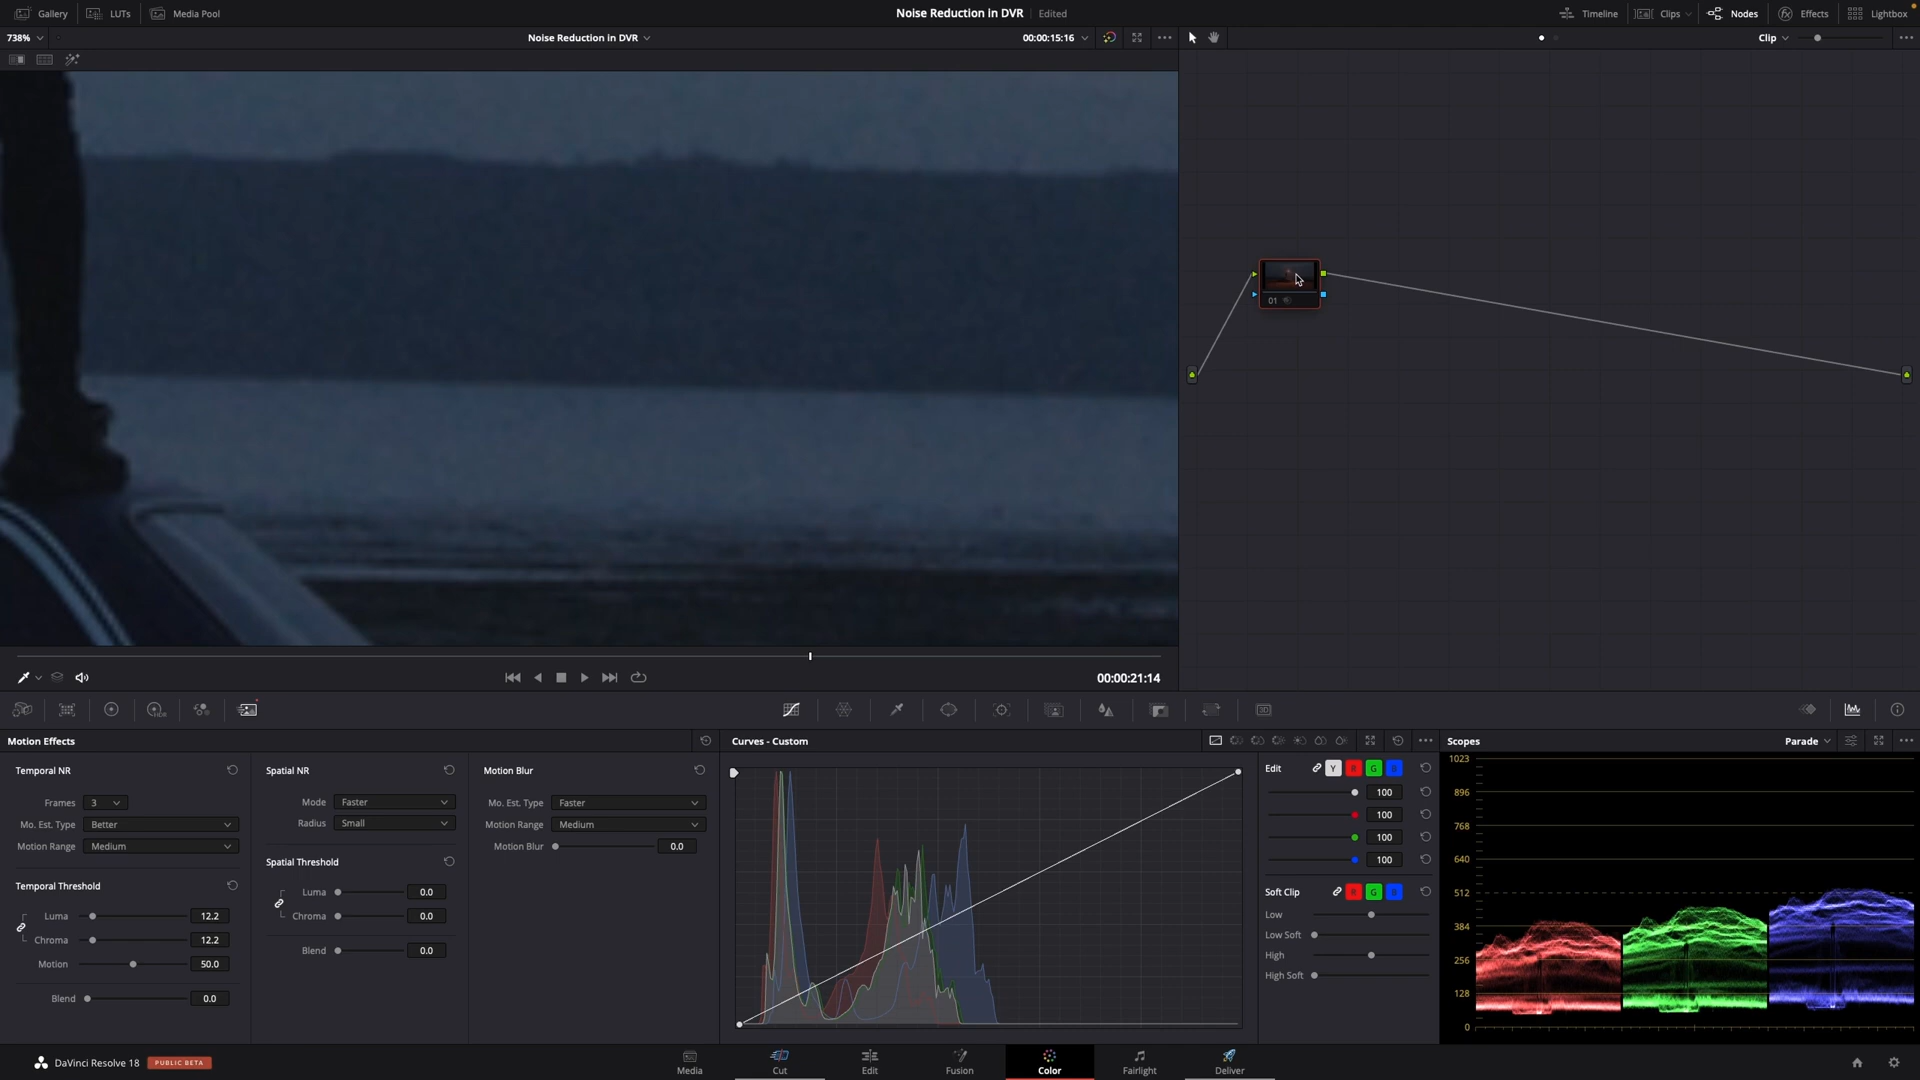 Gallery LUTs Media Pool Noise Reduction in DVR Edited Timeline Clips Nodes Effects Lightbox
738% Noise Reduction in DVR 00:00:15:16 Clip
01
00:00:21:14
Motion Effects Curves - Custom Scopes Parade
Temporal NR Spatial NR Motion Blur Edit Y R G B
Frames 3 Mode Faster Mo. Est. Type Faster 100
Mo. Est. Type Better Radius Small Motion Range Medium 100
Motion Range Medium Motion Blur 0.0 100
100
Temporal Threshold Spatial Threshold
Luma 12.2 Luma 0.0 Soft Clip R G B
Chroma 12.2 Chroma 0.0 Low
Low Soft
Motion 50.0 Blend 0.0 High
High Soft
Blend 0.0
1023
896
768
640
512
384
256
128
0
HDR
3D
DaVinci Resolve 18 PUBLIC BETA Media Cut Edit Fusion Color Fairlight Deliver